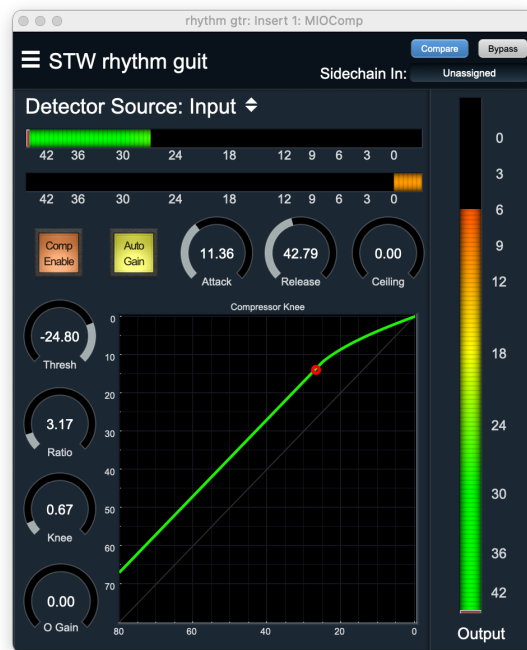 rhythm gtr: Insert 1: MIOComp
Compare
Bypass
STW rhythm guit
Sidechain In:
Unassigned
Detector Source: Input
42 36 30 24 18 12 9 6 3 0
42 36 30 24 18 12 9 6 3 0
Comp
Enable
Auto
Gain
11.36
Attack
42.79
Release
0.00
Ceiling
-24.80
Thresh
3.17
Ratio
0.67
Knee
0.00
O Gain
Compressor Knee
0
10
20
30
40
50
60
70
80 60 40 20 0
0
3
6
9
12
18
24
30
36
42
Output